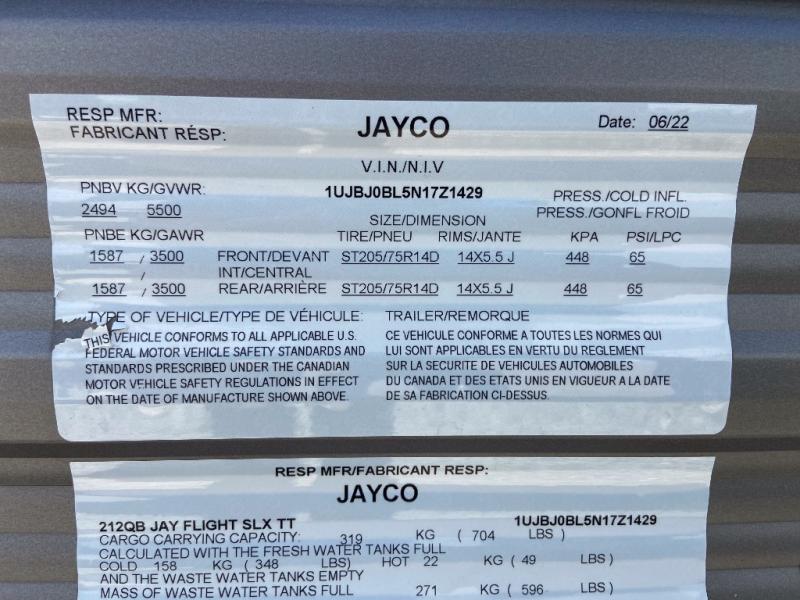 RESP MFR:
FABRICANT RÉSP:
JAYCO
Date: 06/22
V.I.N./N.I.V
PNBV KG/GVWR:
1UJBJ0BL5N17Z1429
PRESS./COLD INFL.
2494 5500
PRESS./GONFL FROID
SIZE/DIMENSION
PNBE KG/GAWR TIRE/PNEU RIMS/JANTE KPA PSI/LPC
1587 / 3500 FRONT/DEVANT ST205/75R14D 14X5.5 J 448 65
/ INT/CENTRAL
1587 / 3500 REAR/ARRIÈRE ST205/75R14D 14X5.5 J 448 65
TYPE OF VEHICLE/TYPE DE VÉHICULE: TRAILER/REMORQUE
THIS VEHICLE CONFORMS TO ALL APPLICABLE U.S.
FEDERAL MOTOR VEHICLE SAFETY STANDARDS AND
STANDARDS PRESCRIBED UNDER THE CANADIAN
MOTOR VEHICLE SAFETY REGULATIONS IN EFFECT
ON THE DATE OF MANUFACTURE SHOWN ABOVE.
CE VEHICULE CONFORME A TOUTES LES NORMES QUI
LUI SONT APPLICABLES EN VERTU DU REGLEMENT
SUR LA SECURITE DE VEHICULES AUTOMOBILES
DU CANADA ET DES ETATS UNIS EN VIGUEUR A LA DATE
DE SA FABRICATION CI-DESSUS.
RESP MFR/FABRICANT RESP:
JAYCO
212QB JAY FLIGHT SLX TT 1UJBJ0BL5N17Z1429
CARGO CARRYING CAPACITY: 319 KG ( 704 LBS )
CALCULATED WITH THE FRESH WATER TANKS FULL
COLD 158 KG ( 348 LBS) HOT 22 KG ( 49 LBS)
AND THE WASTE WATER TANKS EMPTY
MASS OF WASTE WATER TANKS FULL 271 KG ( 596 LBS)